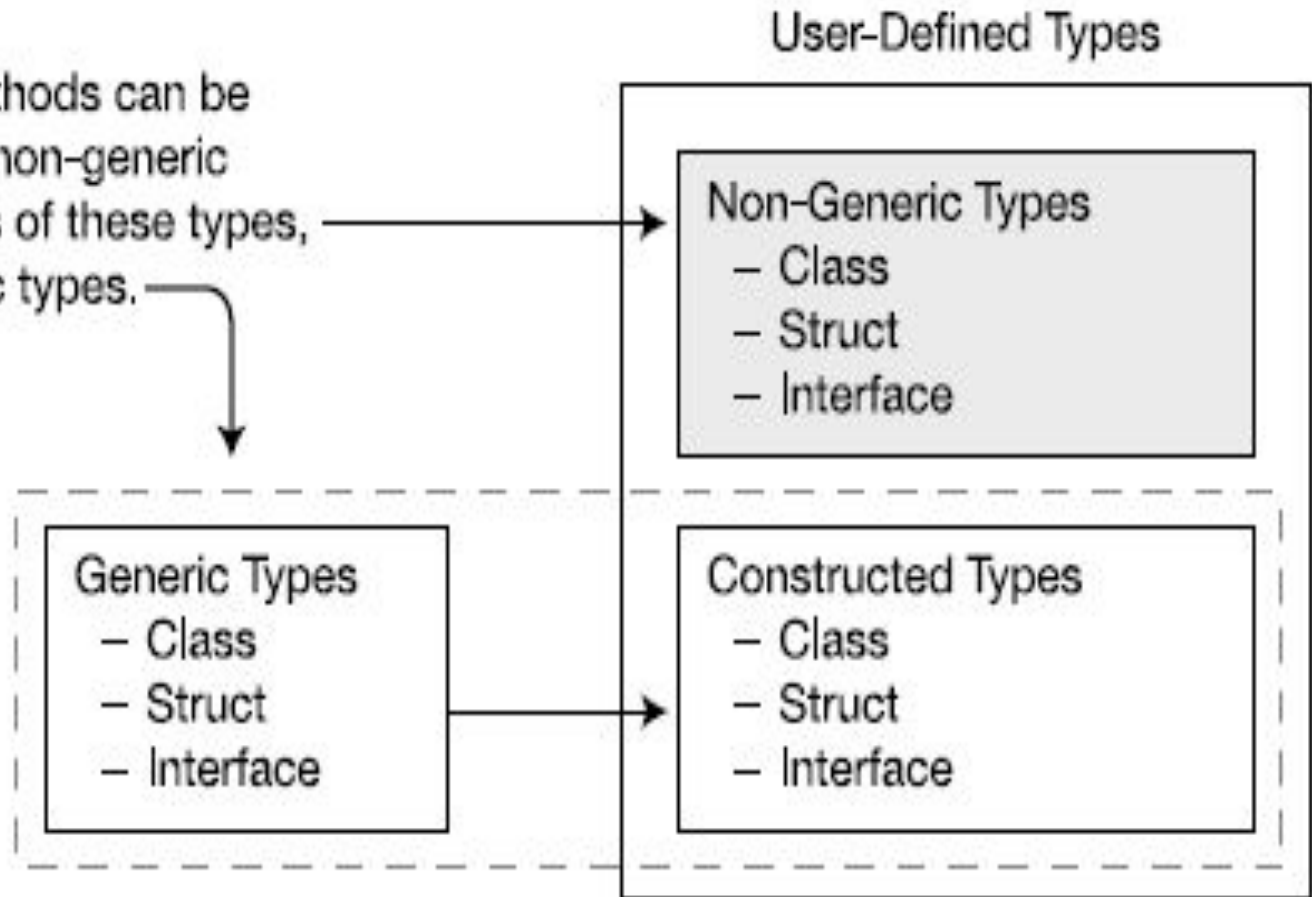 User-Defined Types
thods can be
non-generic
s of these types,
c types.
Non-Generic Types
– Class
– Struct
– Interface
Generic Types
– Class
– Struct
– Interface
Constructed Types
– Class
– Struct
– Interface